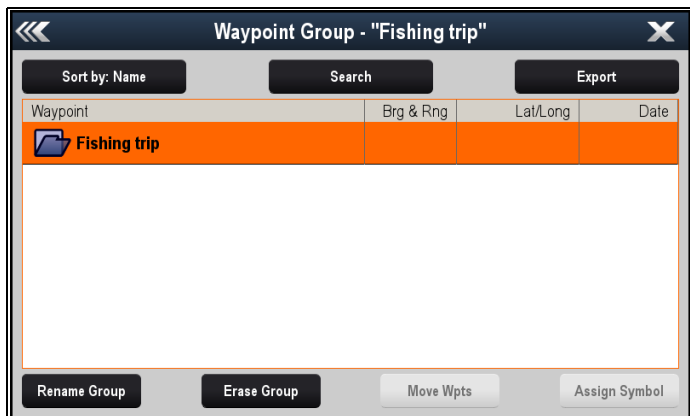 Waypoint Group - "Fishing trip"
Sort by: Name Search Export
Waypoint Brg & Rng Lat/Long Date
Fishing trip
Rename Group Erase Group Move Wpts Assign Symbol